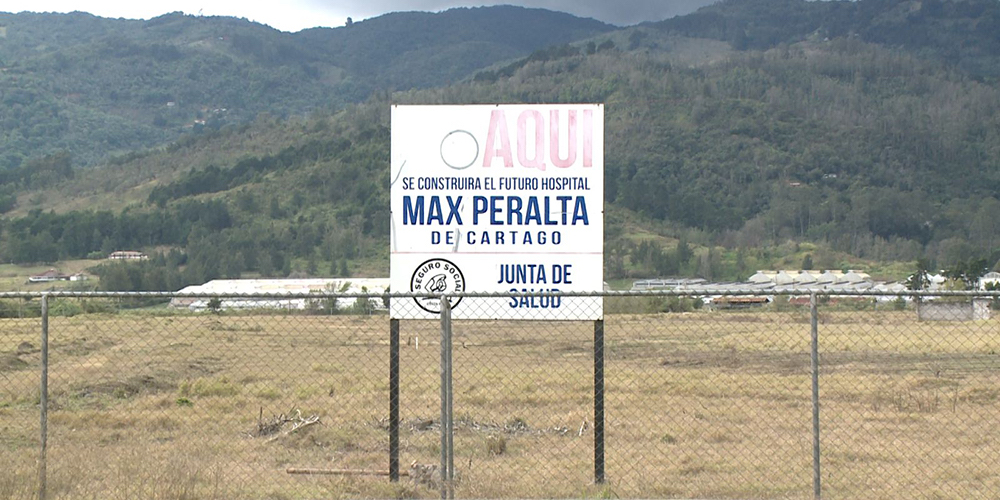 AQUI
SE CONSTRUIRA EL FUTURO HOSPITAL
MAX PERALTA
DE CARTAGO
SEGURO SOCIAL
JUNTA DE
SALUD